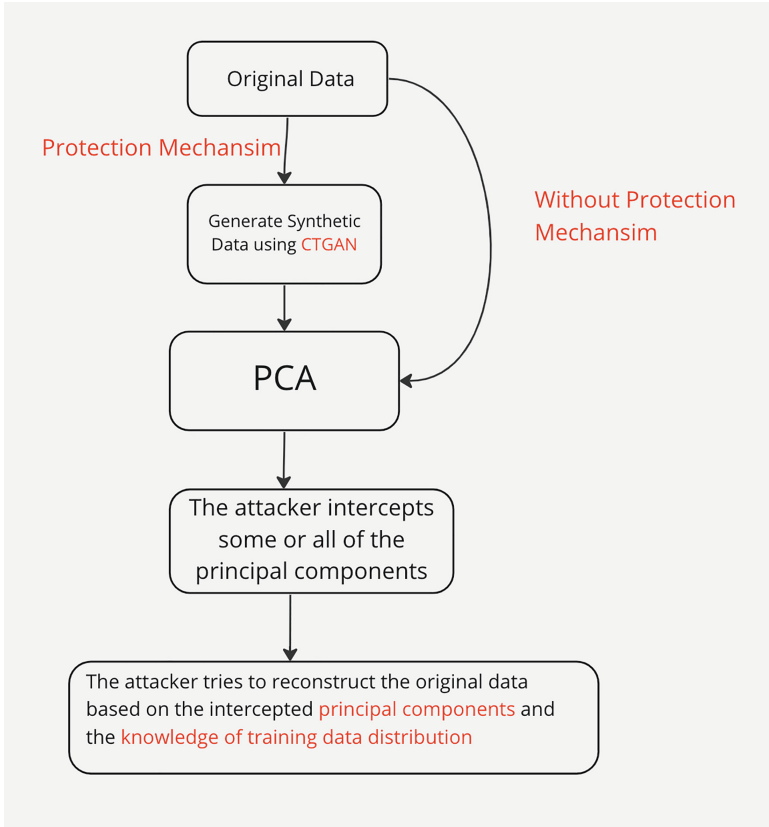 Original Data
Protection Mechansim
Without Protection
Mechansim
Generate Synthetic
Data using CTGAN
PCA
The attacker intercepts
some or all of the
principal components
The attacker tries to reconstruct the original data
based on the intercepted principal components and
the knowledge of training data distribution